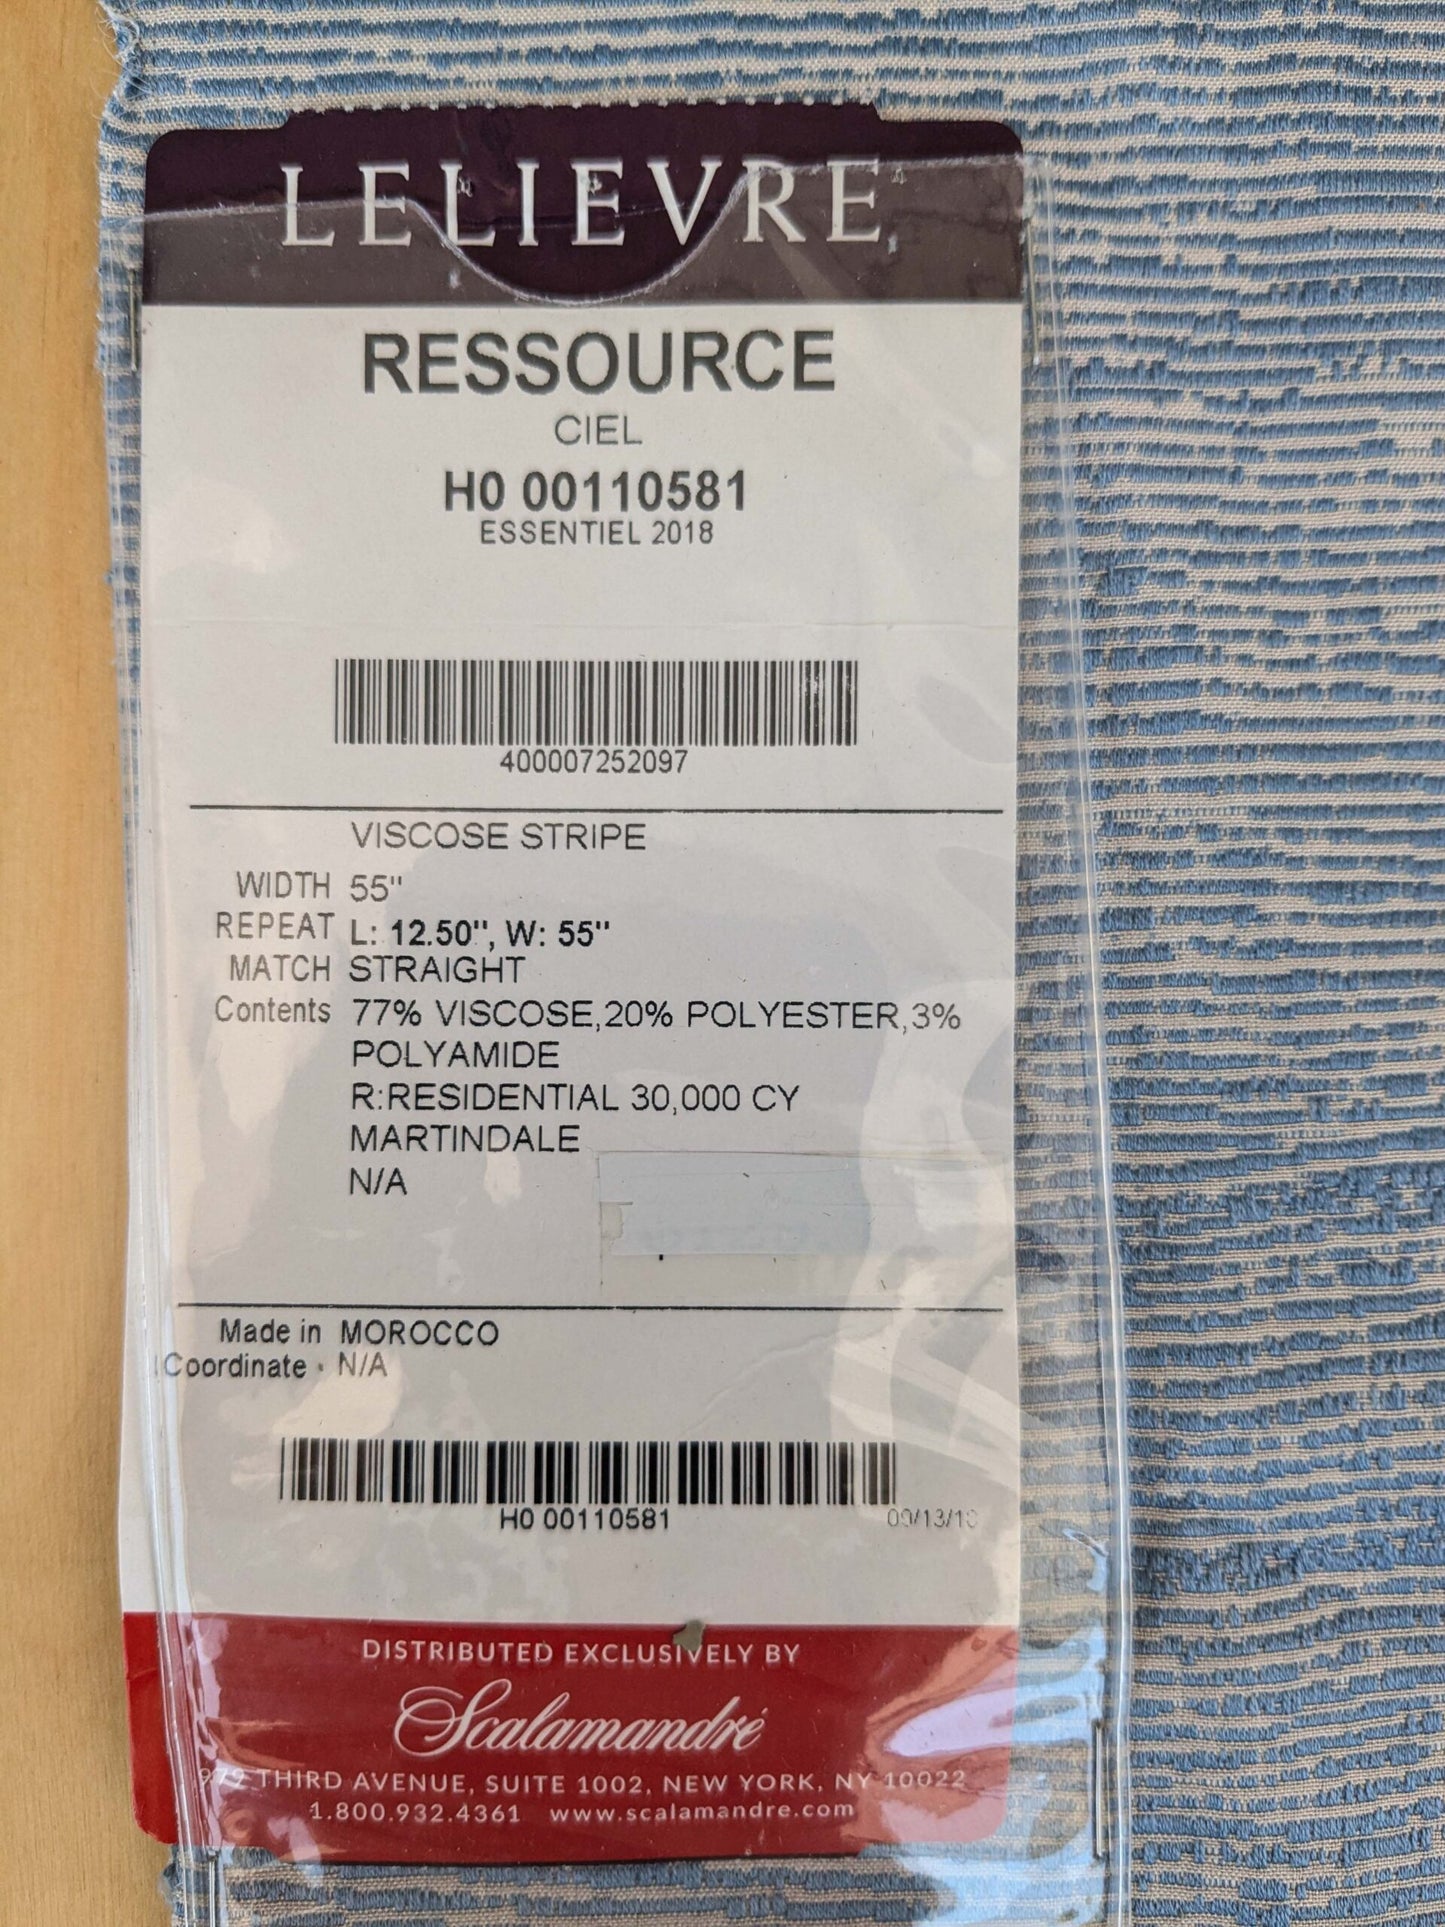 LELIEVRE
RESSOURCE
CIEL
H0 00110581
ESSENTIEL 2018
400007252097
VISCOSE STRIPE
WIDTH 55"
REPEAT L: 12.50", W: 55"
MATCH STRAIGHT
Contents 77% VISCOSE,20% POLYESTER,3%
POLYAMIDE
R:RESIDENTIAL 30,000 CY
MARTINDALE
N/A
Made in MOROCCO
Coordinate · N/A
H0 00110581
DISTRIBUTED EXCLUSIVELY BY
Scalamandré
979 THIRD AVENUE, SUITE 1002, NEW YORK, NY 10022
1.800.932.4361 www.scalamandre.com